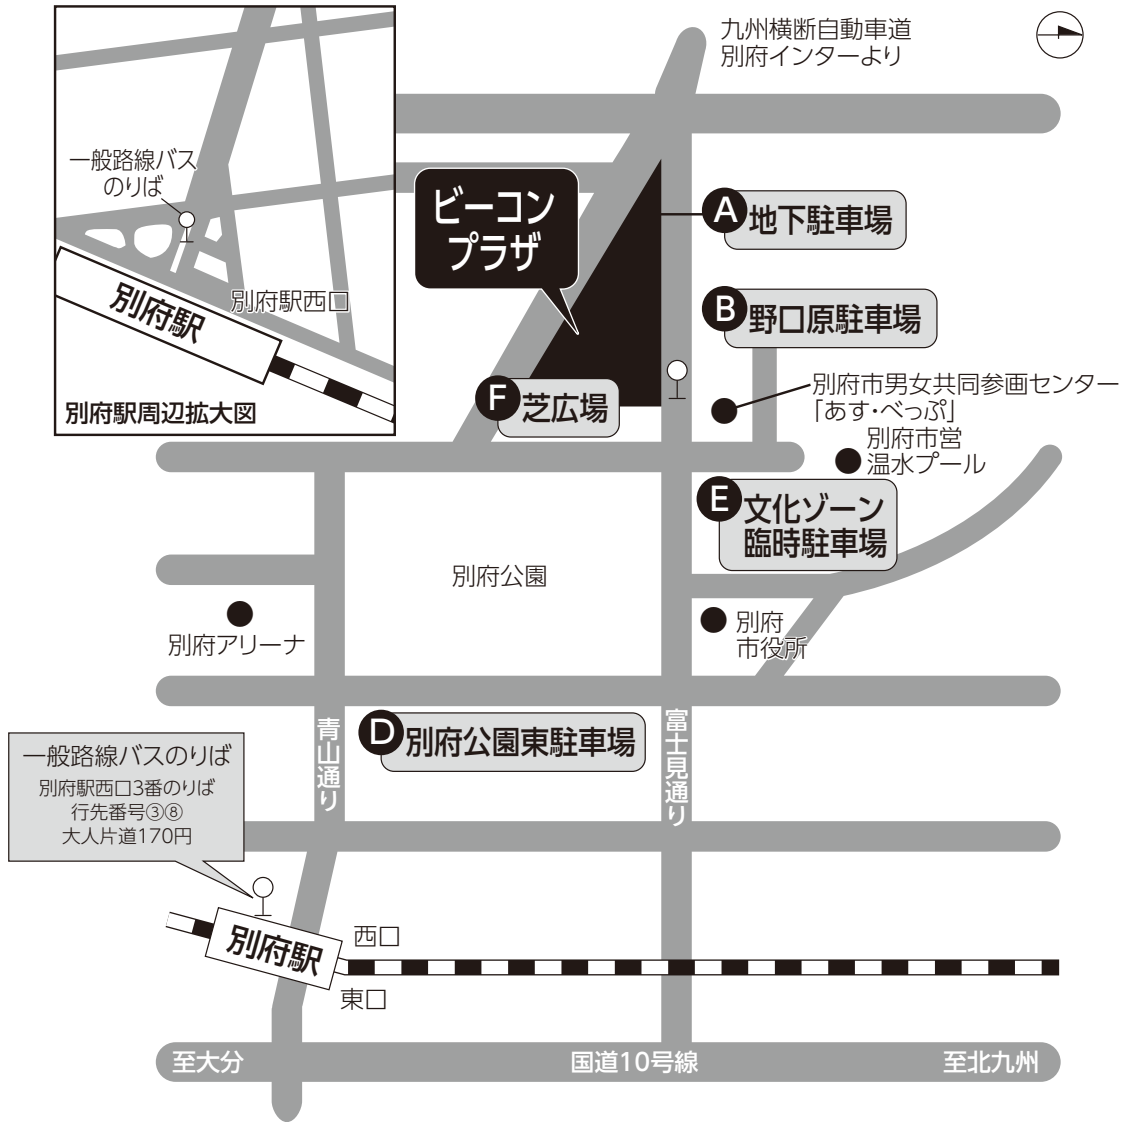 九州横断自動車道
別府インターより
一般路線バス
のりば
別府駅
別府駅西口
別府駅周辺拡大図
ビーコン
プラザ
A 地下駐車場
B 野口原駐車場
別府市男女共同参画センター
「あす・べっぷ」
別府市営
温水プール
F 芝広場
E 文化ゾーン
臨時駐車場
別府公園
別府アリーナ
別府
市役所
青山通り
D 別府公園東駐車場
富士見通り
一般路線バスのりば
別府駅西口3番のりば
行先番号③⑧
大人片道170円
別府駅
西口
東口
至大分
国道10号線
至北九州